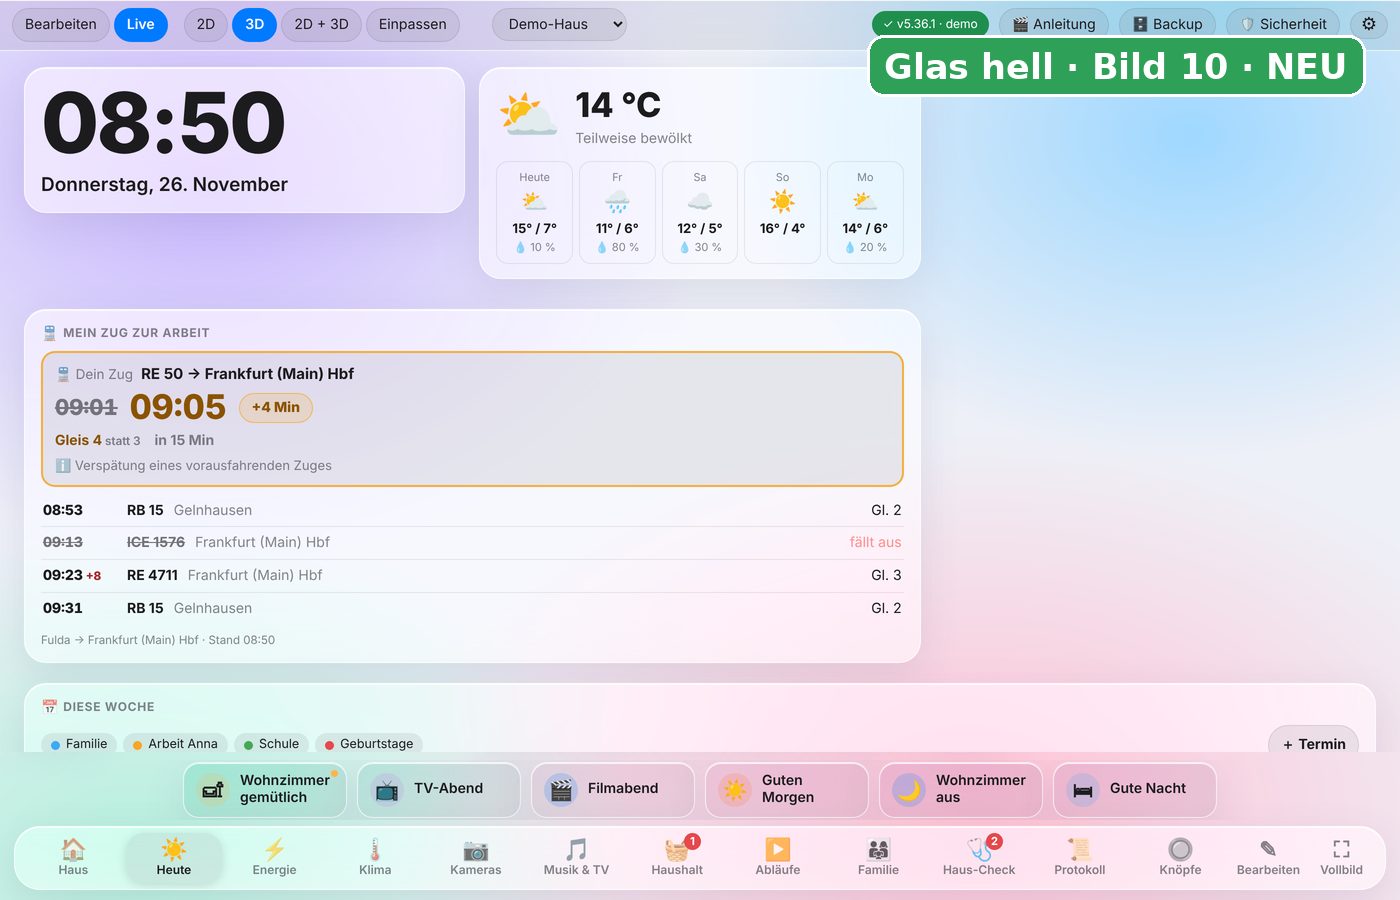 Bearbeiten Live 2D 3D 2D + 3D Einpassen Demo-Haus ✓ v5.36.1 · demo Anleitung Backup Sicherheit
Glas hell · Bild 10 · NEU
08:50
Donnerstag, 26. November
14 °C
Teilweise bewölkt
Heute Fr Sa So Mo
15° / 7° 11° / 6° 12° / 5° 16° / 4° 14° / 6°
10 % 80 % 30 % 20 %
MEIN ZUG ZUR ARBEIT
Dein Zug RE 50 → Frankfurt (Main) Hbf
09:01 09:05 +4 Min
Gleis 4 statt 3 in 15 Min
Verspätung eines vorausfahrenden Zuges
08:53 RB 15 Gelnhausen Gl. 2
09:13 ICE 1576 Frankfurt (Main) Hbf fällt aus
09:23 +8 RE 4711 Frankfurt (Main) Hbf Gl. 3
09:31 RB 15 Gelnhausen Gl. 2
Fulda → Frankfurt (Main) Hbf · Stand 08:50
DIESE WOCHE
Familie Arbeit Anna Schule Geburtstage + Termin
Wohnzimmer gemütlich
TV-Abend
Filmabend
Guten Morgen
Wohnzimmer aus
Gute Nacht
1 2
Haus Heute Energie Klima Kameras Musik & TV Haushalt Abläufe Familie Haus-Check Protokoll Knöpfe Bearbeiten Vollbild